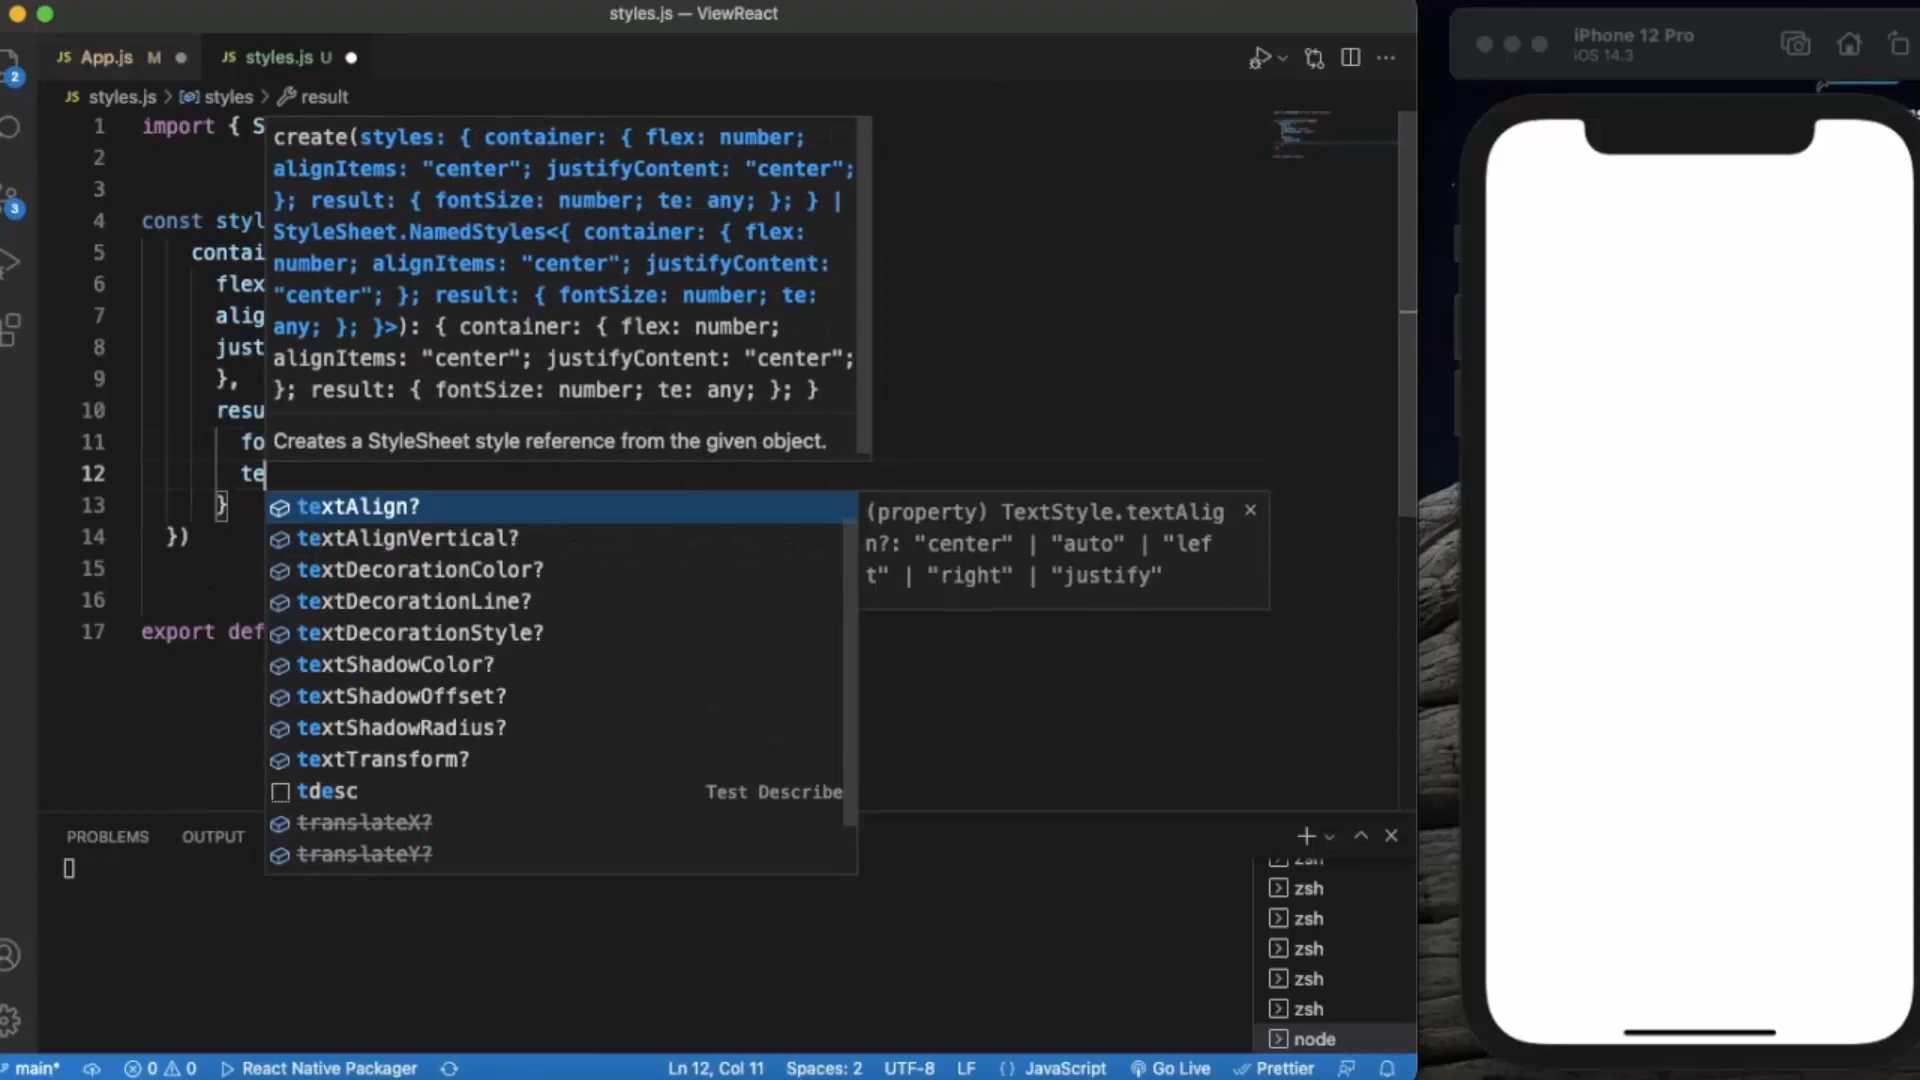 styles.js — ViewReact
JS App.js M
JS styles.js U
JS styles.js > styles > result
1 import { S
2
3
4 const styl
5 contai
6 flex
7 alig
8 just
9 },
10 resu
11 fo
12 te
13 }
14 })
15
16
17 export def
create(styles: { container: { flex: number;
alignItems: "center"; justifyContent: "center";
}; result: { fontSize: number; te: any; }; } |
StyleSheet.NamedStyles<{ container: { flex:
number; alignItems: "center"; justifyContent:
"center"; }; result: { fontSize: number; te:
any; }; }>): { container: { flex: number;
alignItems: "center"; justifyContent: "center";
}; result: { fontSize: number; te: any; }; }
Creates a StyleSheet style reference from the given object.
textAlign?
textAlignVertical?
textDecorationColor?
textDecorationLine?
textDecorationStyle?
textShadowColor?
textShadowOffset?
textShadowRadius?
textTransform?
tdesc Test Describe
translateX?
translateY?
(property) TextStyle.textAlig
n?: "center" | "auto" | "lef
t" | "right" | "justify"
2
3
PROBLEMS OUTPUT
zsh
zsh
zsh
zsh
zsh
zsh
node
main* 0 0 React Native Packager Ln 12, Col 11 Spaces: 2 UTF-8 LF { } JavaScript Go Live Prettier
iPhone 12 Pro
iOS 14.3